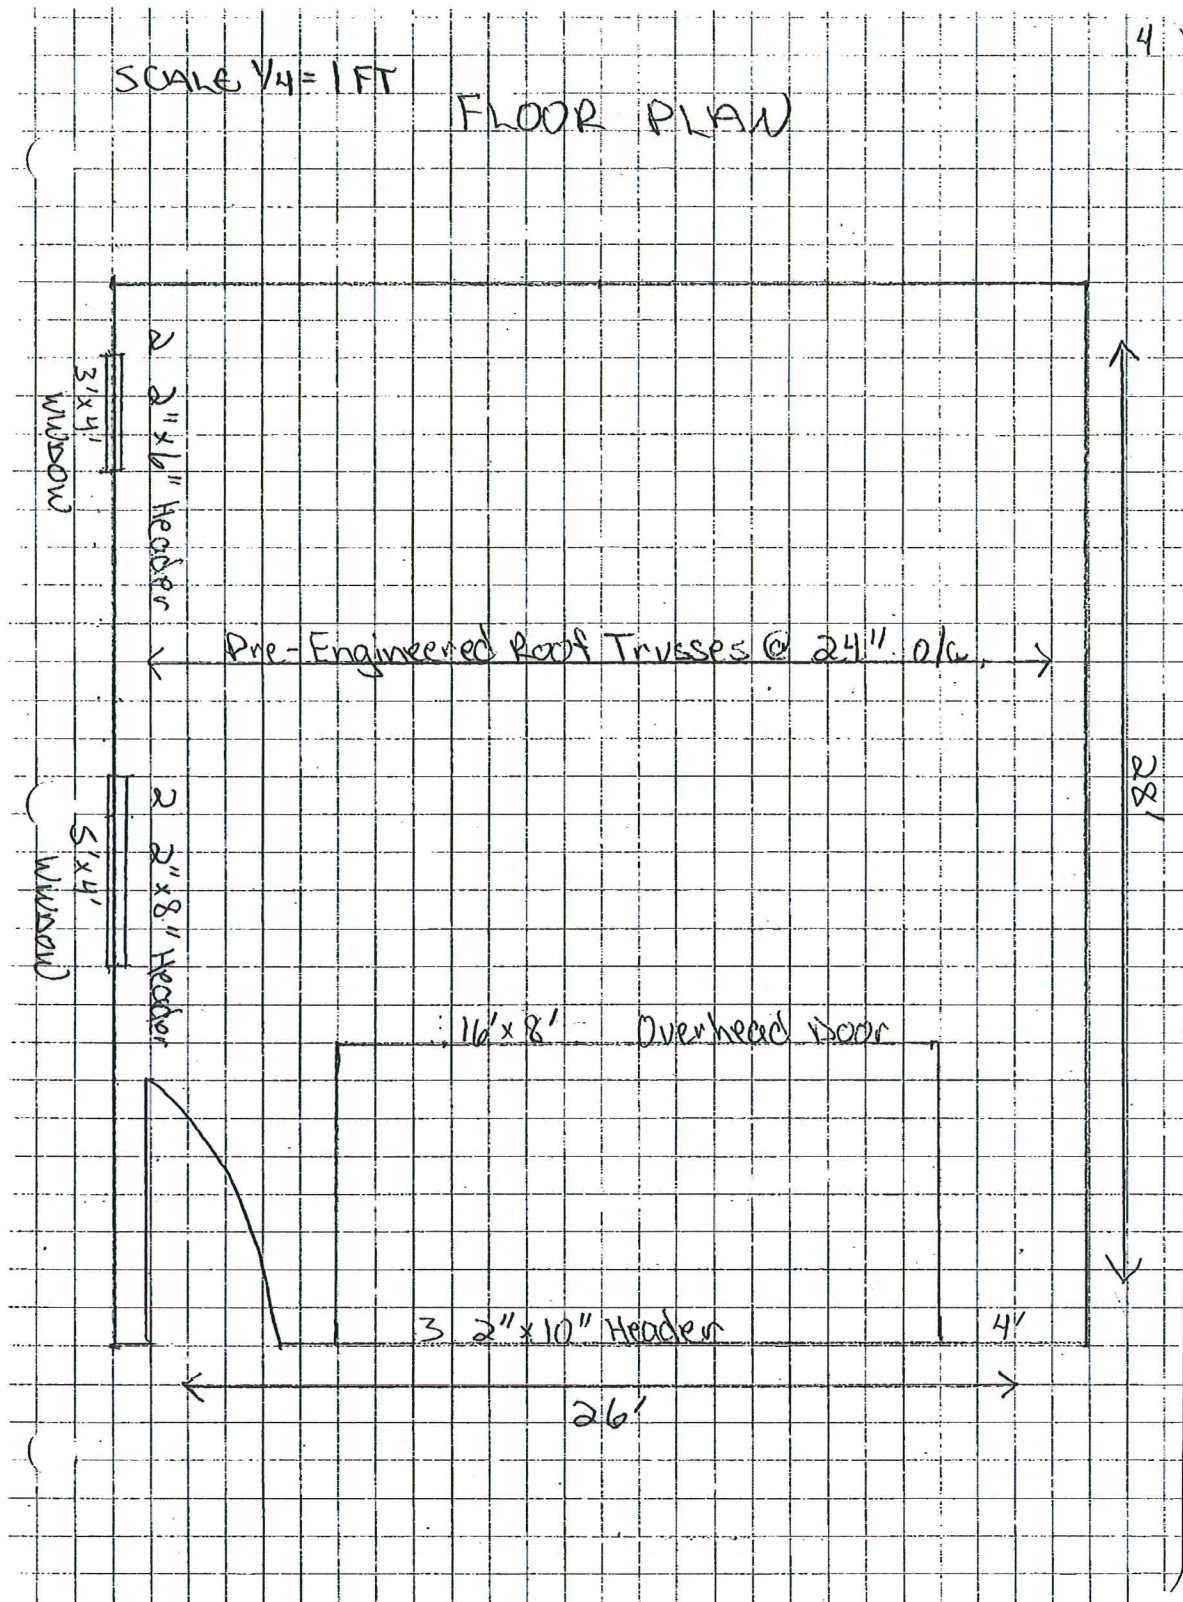 4
SCALE 1/4 = 1 FT
FLOOR PLAN
2 2"x6" Header
3'x4'
WINDOW
Pre-Engineered Roof Trusses @ 24" o/c.
28'
2 2"x8" Header
5'x4'
WINDOW
16'x8' Overhead Door
3 2"x10" Header
4'
26'